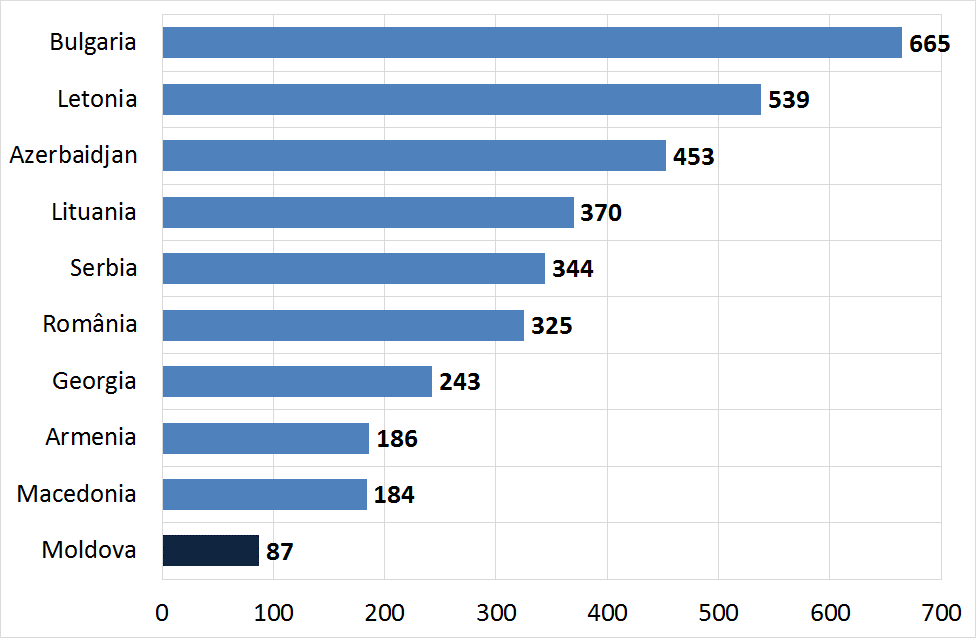 Bulgaria 665
Letonia 539
Azerbaidjan 453
Lituania 370
Serbia 344
România 325
Georgia 243
Armenia 186
Macedonia 184
Moldova 87
0 100 200 300 400 500 600 700